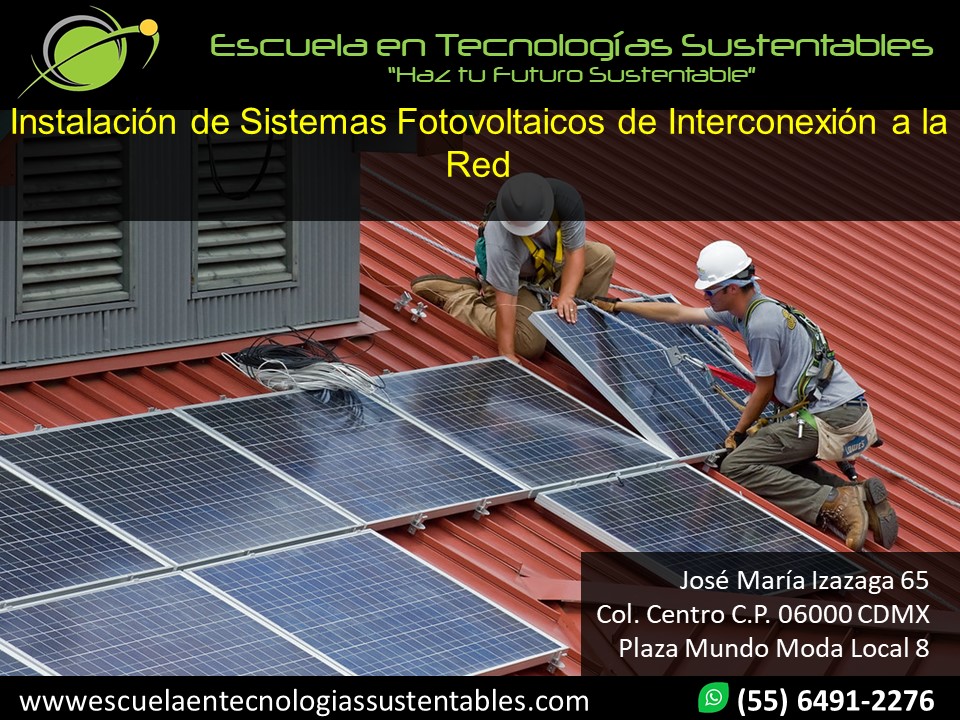 Escuela en Tecnologías Sustentables
"Haz tu Futuro Sustentable"
Instalación de Sistemas Fotovoltaicos de Interconexión a la
Red
José María Izazaga 65
Col. Centro C.P. 06000 CDMX
Plaza Mundo Moda Local 8
wwwescuelaentecnologiassustentables.com
(55) 6491-2276